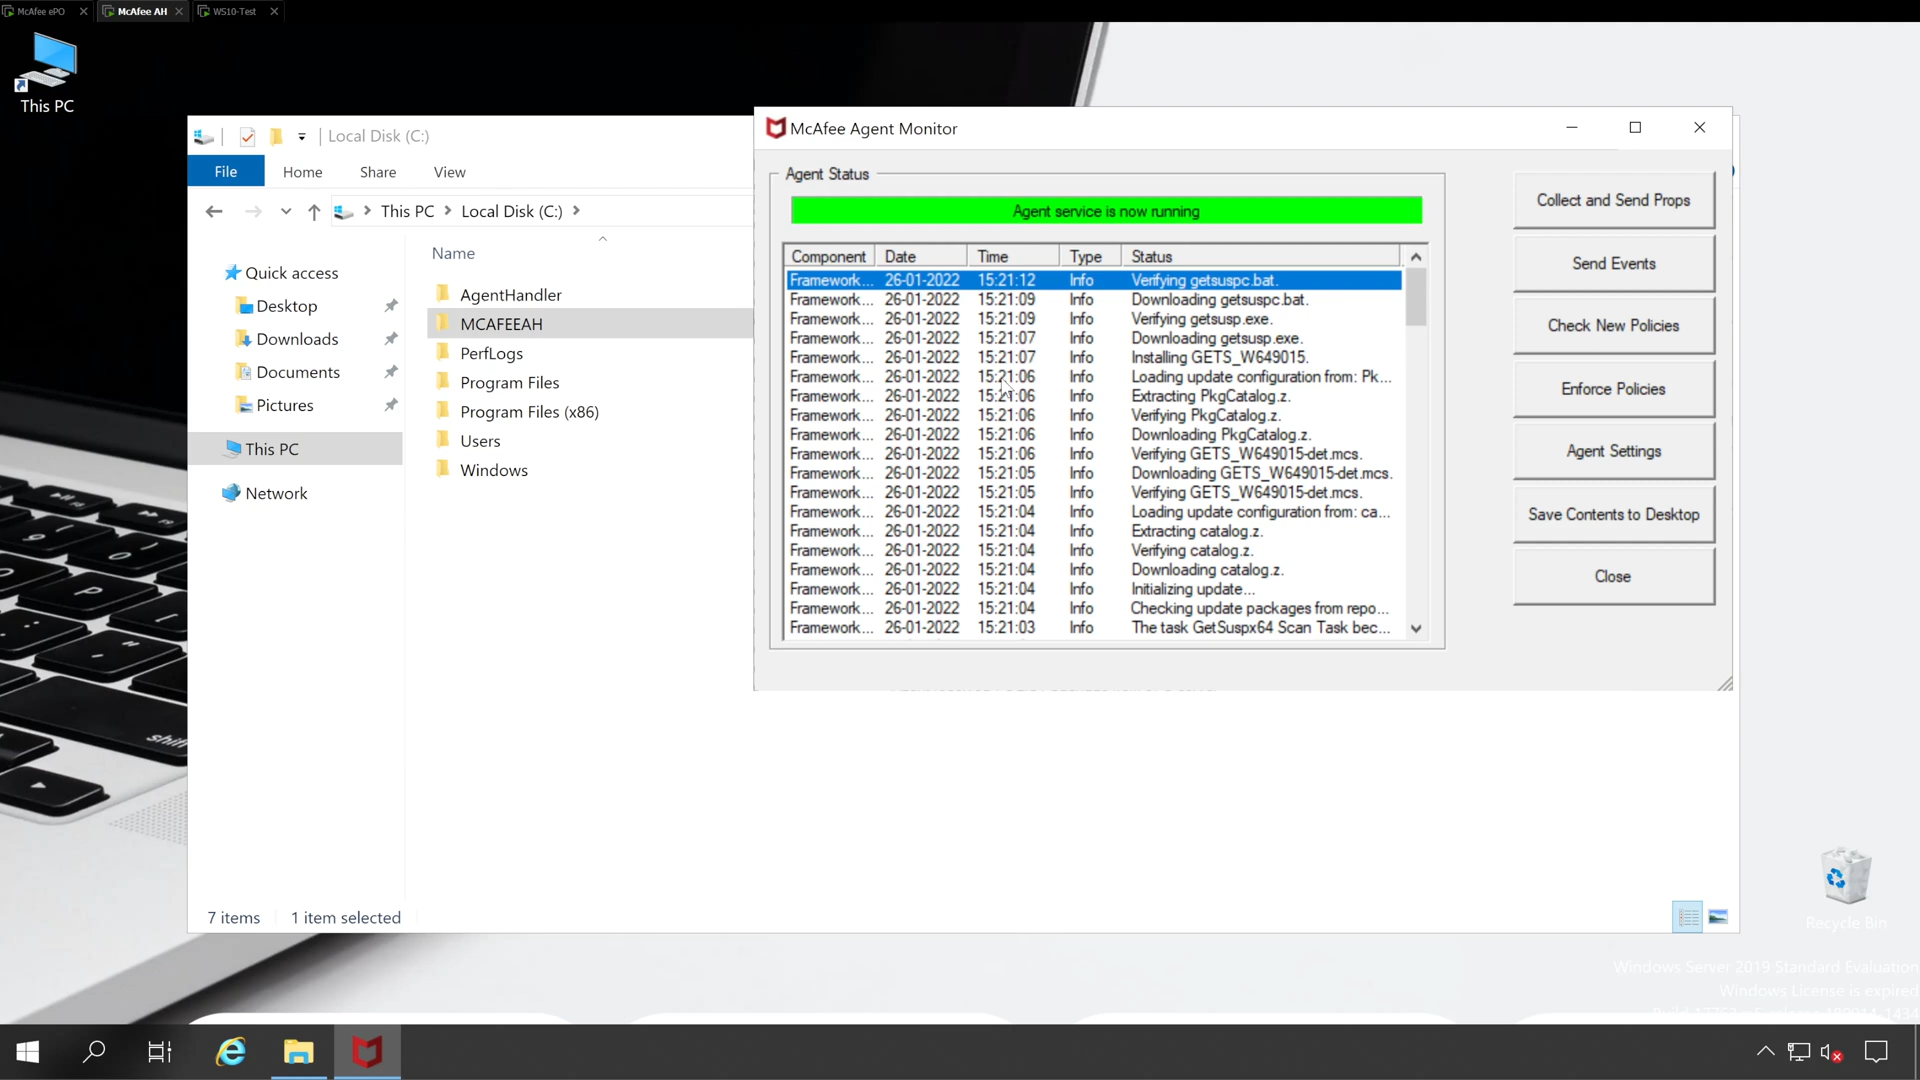 McAfee ePO
McAfee AH
WS10-Test
This PC
Local Disk (C:)
File
Home
Share
View
This PC
Local Disk (C:)
Name
Quick access
Desktop
Downloads
Documents
Pictures
This PC
Network
AgentHandler
MCAFEEAH
PerfLogs
Program Files
Program Files (x86)
Users
Windows
7 items
1 item selected
McAfee Agent Monitor
Agent Status
Agent service is now running
Component Date Time Type Status
Framework... 26-01-2022 15:21:12 Info Verifying getsuspc.bat.
Framework... 26-01-2022 15:21:09 Info Downloading getsuspc.bat.
Framework... 26-01-2022 15:21:09 Info Verifying getsusp.exe.
Framework... 26-01-2022 15:21:07 Info Downloading getsusp.exe.
Framework... 26-01-2022 15:21:07 Info Installing GETS_W649015.
Framework... 26-01-2022 15:21:06 Info Loading update configuration from: Pk...
Framework... 26-01-2022 15:21:06 Info Extracting PkgCatalog.z.
Framework... 26-01-2022 15:21:06 Info Verifying PkgCatalog.z.
Framework... 26-01-2022 15:21:06 Info Downloading PkgCatalog.z.
Framework... 26-01-2022 15:21:06 Info Verifying GETS_W649015-det.mcs.
Framework... 26-01-2022 15:21:05 Info Downloading GETS_W649015-det.mcs.
Framework... 26-01-2022 15:21:05 Info Verifying GETS_W649015-det.mcs.
Framework... 26-01-2022 15:21:04 Info Loading update configuration from: ca...
Framework... 26-01-2022 15:21:04 Info Extracting catalog.z.
Framework... 26-01-2022 15:21:04 Info Verifying catalog.z.
Framework... 26-01-2022 15:21:04 Info Downloading catalog.z.
Framework... 26-01-2022 15:21:04 Info Initializing update...
Framework... 26-01-2022 15:21:04 Info Checking update packages from repo...
Framework... 26-01-2022 15:21:03 Info The task GetSuspx64 Scan Task bec...
Collect and Send Props
Send Events
Check New Policies
Enforce Policies
Agent Settings
Save Contents to Desktop
Close
Recycle Bin
Windows Server 2019 Standard Evaluation
Windows License is expired
shift